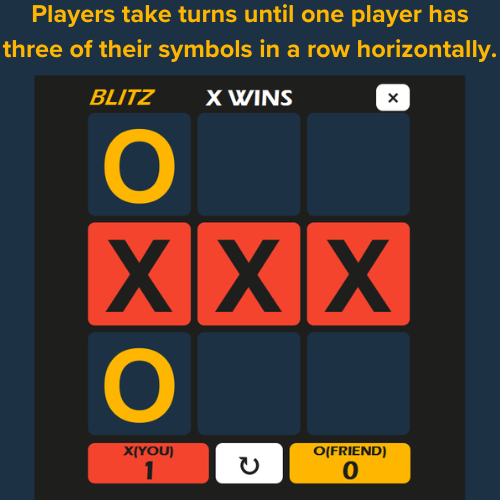 Players take turns until one player has
three of their symbols in a row horizontally.
BLITZ X WINS ×
O
X X X
O
X(YOU) O(FRIEND)
1 0